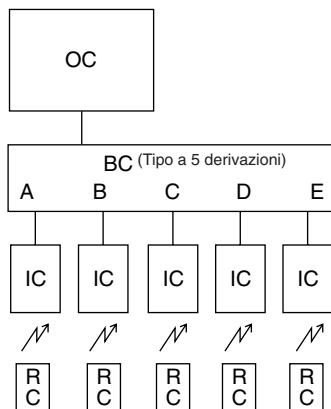 OC
BC (Tipo a 5 derivazioni)
A B C D E
IC IC IC IC IC
R R R R R
C C C C C